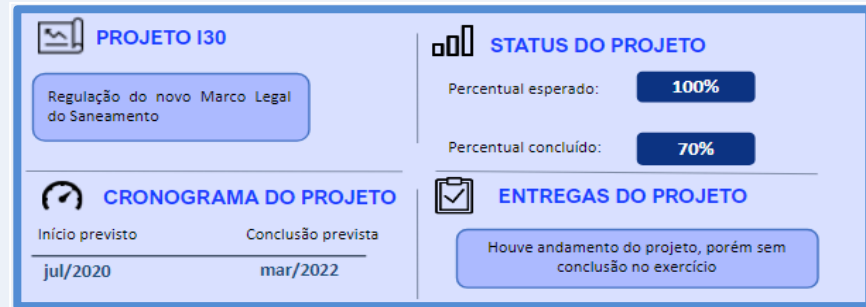 PROJETO I30
Regulação do novo Marco Legal
do Saneamento
STATUS DO PROJETO
Percentual esperado: 100%
Percentual concluído: 70%
CRONOGRAMA DO PROJETO
Início previsto Conclusão prevista
jul/2020 mar/2022
ENTREGAS DO PROJETO
Houve andamento do projeto, porém sem
conclusão no exercício